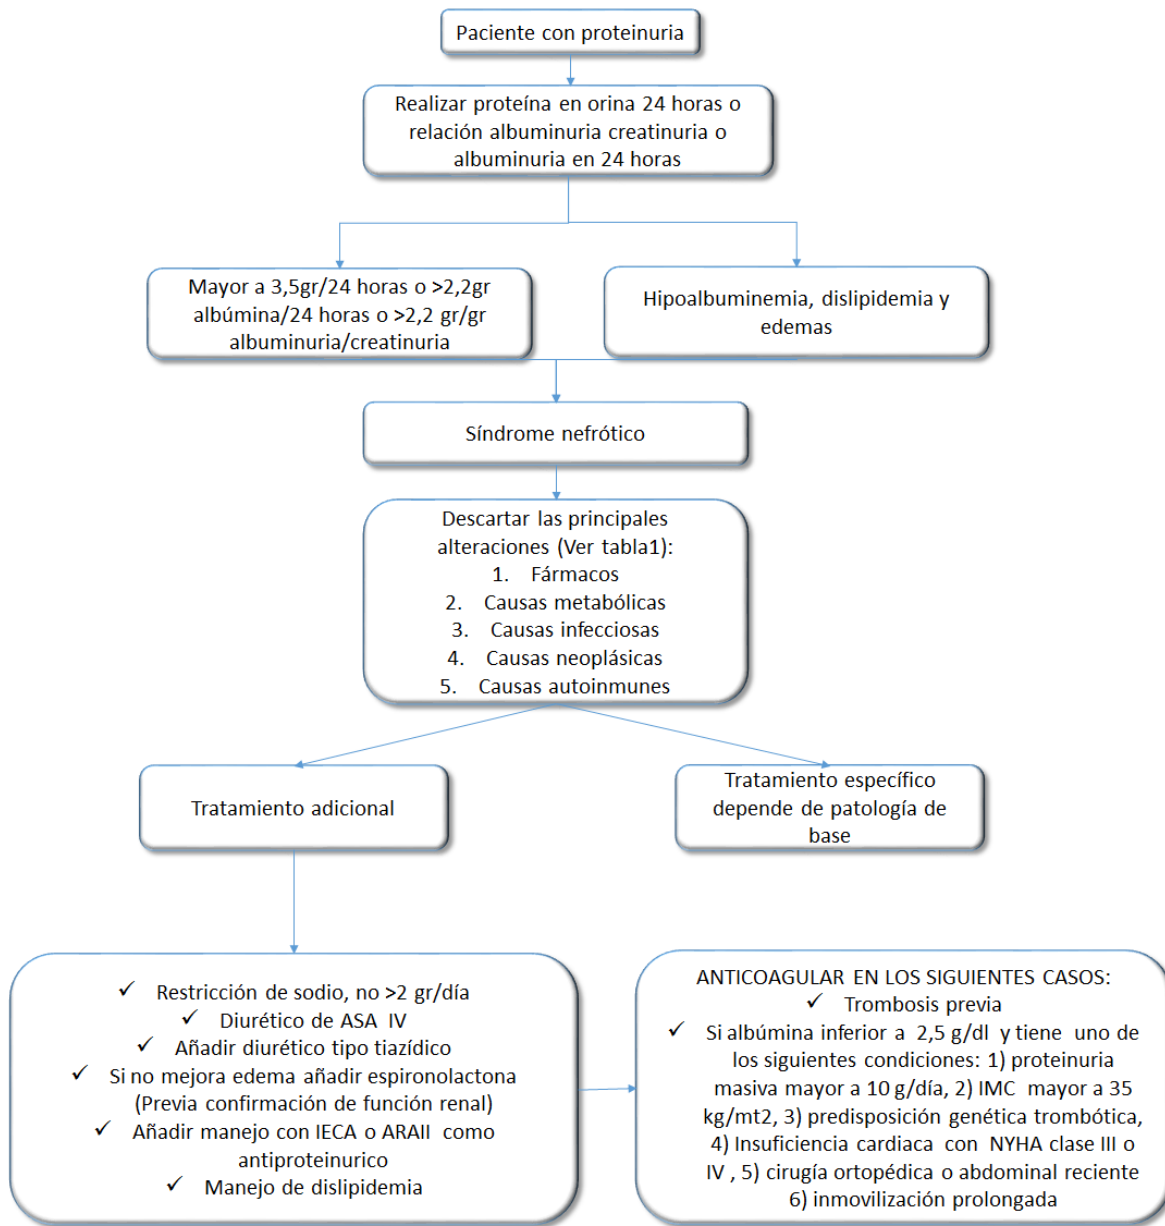 Paciente con proteinuria
Realizar proteína en orina 24 horas o
relación albuminuria creatinuria o
albuminuria en 24 horas
Mayor a 3,5gr/24 horas o >2,2gr
albúmina/24 horas o >2,2 gr/gr
albuminuria/creatinuria
Hipoalbuminemia, dislipidemia y
edemas
Síndrome nefrótico
Descartar las principales
alteraciones (Ver tabla1):
1. Fármacos
2. Causas metabólicas
3. Causas infecciosas
4. Causas neoplásicas
5. Causas autoinmunes
Tratamiento adicional
Tratamiento específico
depende de patología de
base
✓ Restricción de sodio, no >2 gr/día
✓ Diurético de ASA IV
✓ Añadir diurético tipo tiazídico
✓ Si no mejora edema añadir espironolactona
(Previa confirmación de función renal)
✓ Añadir manejo con IECA o ARAII como
antiproteinurico
✓ Manejo de dislipidemia
ANTICOAGULAR EN LOS SIGUIENTES CASOS:
✓ Trombosis previa
✓ Si albúmina inferior a 2,5 g/dl y tiene uno de
los siguientes condiciones: 1) proteinuria
masiva mayor a 10 g/día, 2) IMC mayor a 35
kg/mt2, 3) predisposición genética trombótica,
4) Insuficiencia cardiaca con NYHA clase III o
IV , 5) cirugía ortopédica o abdominal reciente
6) inmovilización prolongada